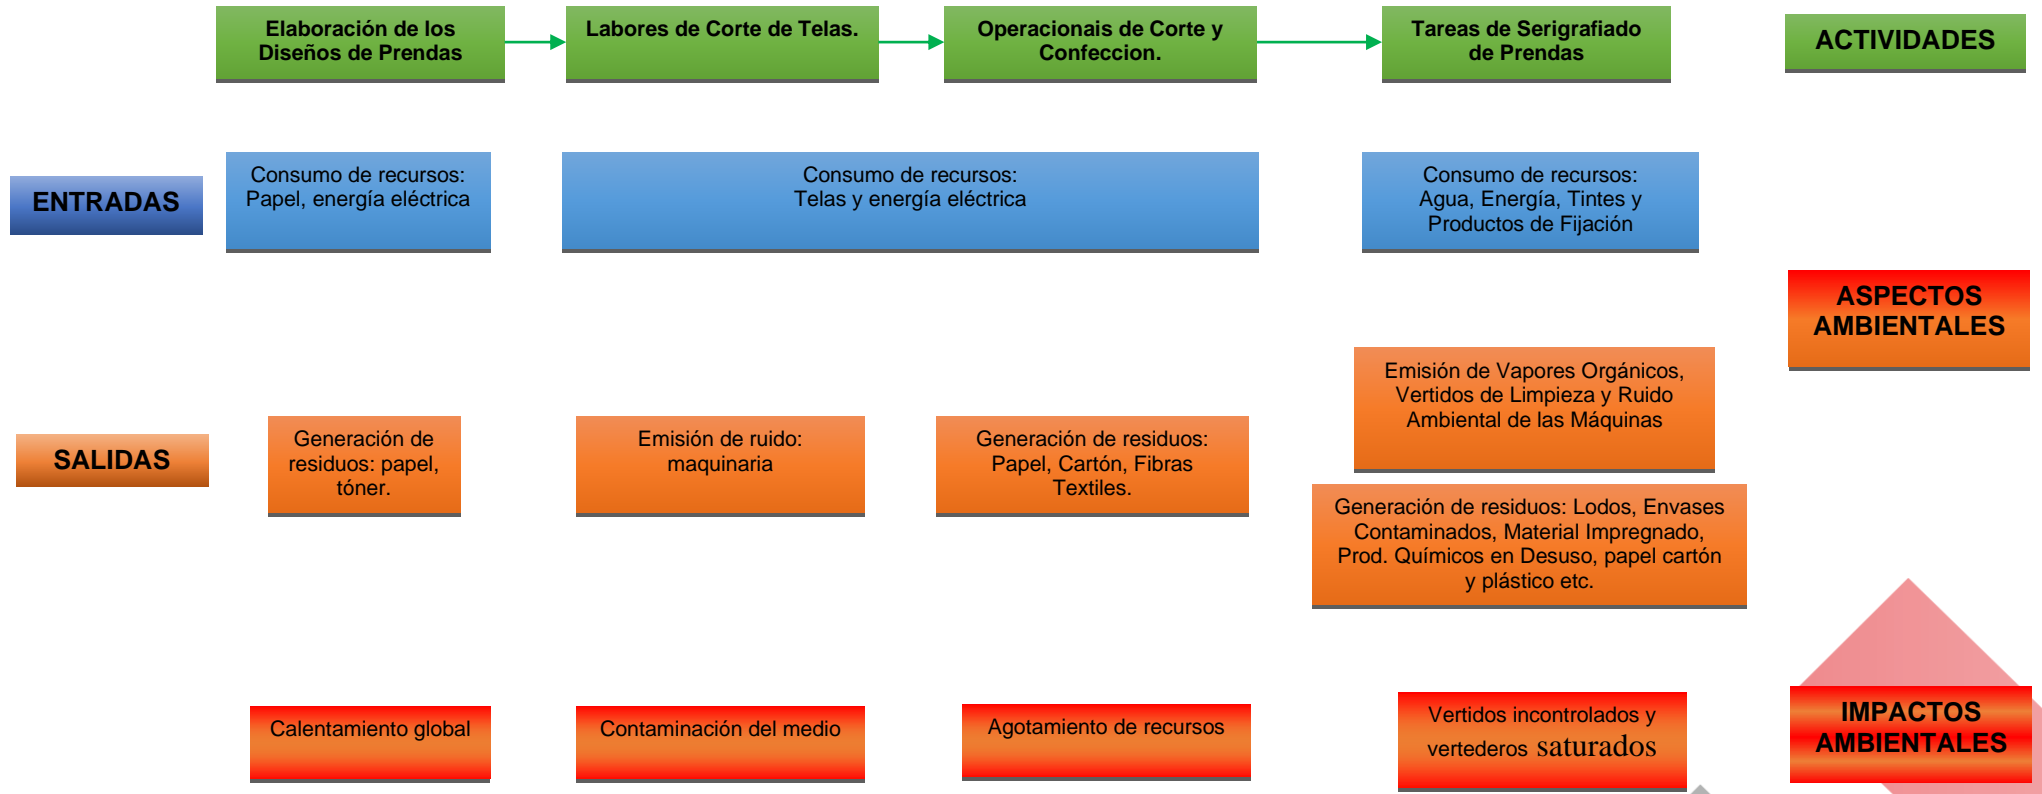 Elaboración de los
Diseños de Prendas
Labores de Corte de Telas.
Operacionais de Corte y
Confeccion.
Tareas de Serigrafiado
de Prendas
ACTIVIDADES
ENTRADAS
Consumo de recursos:
Papel, energía eléctrica
Consumo de recursos:
Telas y energía eléctrica
Consumo de recursos:
Agua, Energía, Tintes y
Productos de Fijación
ASPECTOS
AMBIENTALES
SALIDAS
Generación de
residuos: papel,
tóner.
Emisión de ruido:
maquinaria
Generación de residuos:
Papel, Cartón, Fibras
Textiles.
Emisión de Vapores Orgánicos,
Vertidos de Limpieza y Ruido
Ambiental de las Máquinas
Generación de residuos: Lodos, Envases
Contaminados, Material Impregnado,
Prod. Químicos en Desuso, papel cartón
y plástico etc.
Calentamiento global
Contaminación del medio
Agotamiento de recursos
Vertidos incontrolados y
vertederos saturados
IMPACTOS
AMBIENTALES